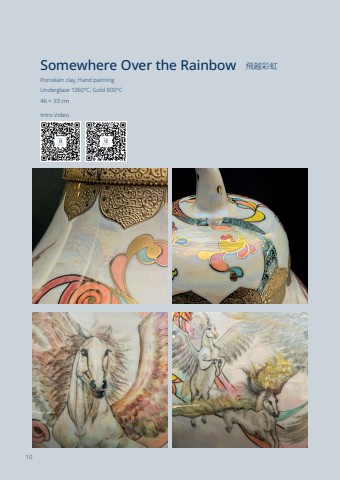 Somewhere Over the Rainbow 飛越彩虹
Porcelain clay, Hand painting
Underglaze 1260°C, Gold 800°C
46 × 33 cm
Intro Video
10